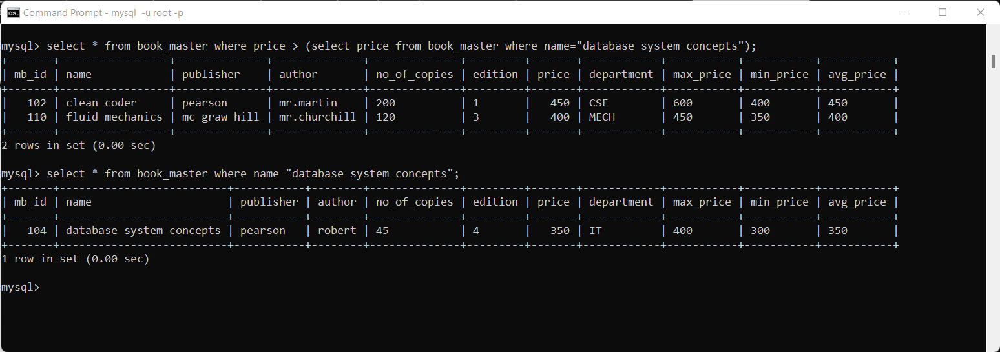 Command Prompt - mysql  -u root -p
mysql> select * from book_master where price > (select price from book_master where name="database system concepts");
+-------+-----------------+--------------+--------------+--------------+---------+-------+------------+-----------+-----------+-----------+
| mb_id | name            | publisher    | author       | no_of_copies | edition | price | department | max_price | min_price | avg_price |
+-------+-----------------+--------------+--------------+--------------+---------+-------+------------+-----------+-----------+-----------+
|   102 | clean coder     | pearson      | mr.martin    | 200          | 1       |   450 | CSE        | 600       | 400       | 450       |
|   110 | fluid mechanics | mc graw hill | mr.churchill | 120          | 3       |   400 | MECH       | 450       | 350       | 400       |
+-------+-----------------+--------------+--------------+--------------+---------+-------+------------+-----------+-----------+-----------+
2 rows in set (0.00 sec)
mysql> select * from book_master where name="database system concepts";
+-------+--------------------------+-----------+--------+--------------+---------+-------+------------+-----------+-----------+-----------+
| mb_id | name                     | publisher | author | no_of_copies | edition | price | department | max_price | min_price | avg_price |
+-------+--------------------------+-----------+--------+--------------+---------+-------+------------+-----------+-----------+-----------+
|   104 | database system concepts | pearson   | robert | 45           | 4       |   350 | IT         | 400       | 300       | 350       |
+-------+--------------------------+-----------+--------+--------------+---------+-------+------------+-----------+-----------+-----------+
1 row in set (0.00 sec)
mysql>